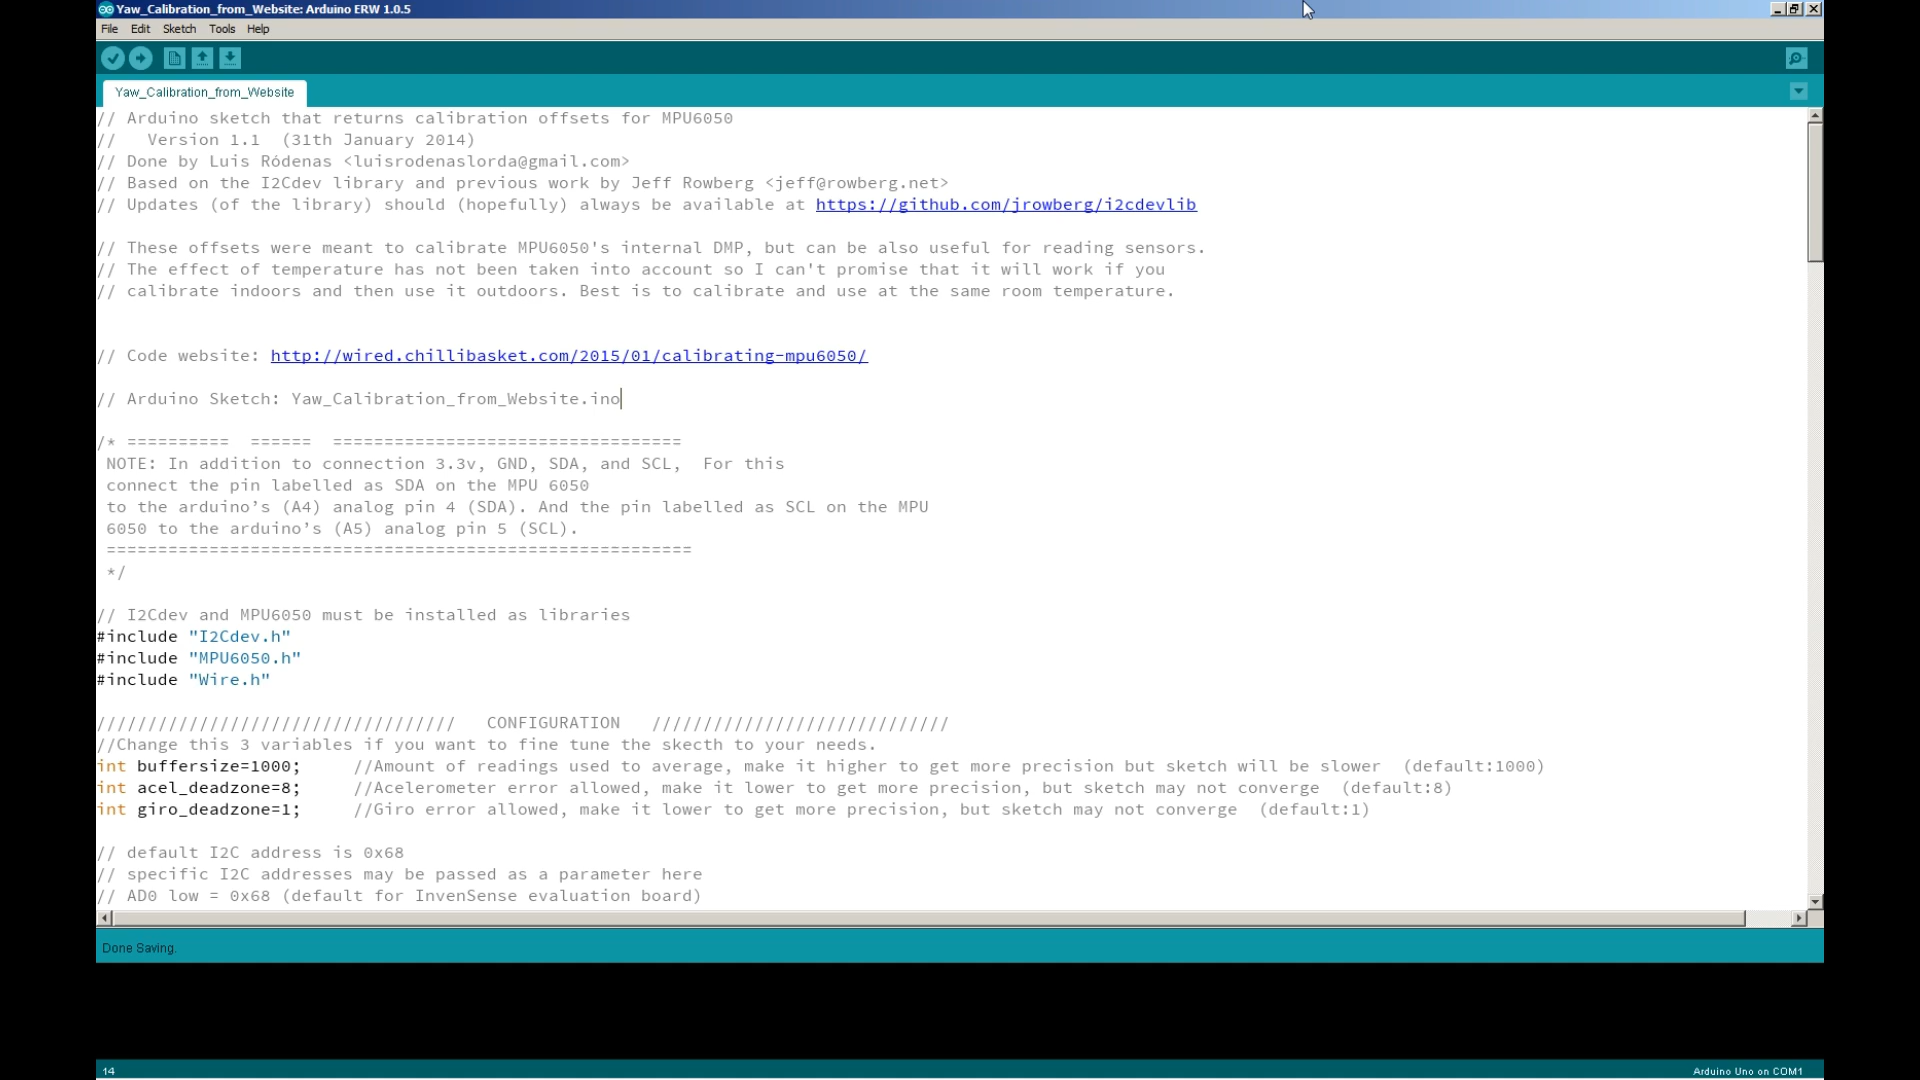 Yaw_Calibration_from_Website: Arduino ERW 1.0.5
File Edit Sketch Tools Help
Yaw_Calibration_from_Website
// Arduino sketch that returns calibration offsets for MPU6050
//   Version 1.1  (31th January 2014)
// Done by Luis Ródenas <luisrodenaslorda@gmail.com>
// Based on the I2Cdev library and previous work by Jeff Rowberg <jeff@rowberg.net>
// Updates (of the library) should (hopefully) always be available at https://github.com/jrowberg/i2cdevlib
// These offsets were meant to calibrate MPU6050's internal DMP, but can be also useful for reading sensors.
// The effect of temperature has not been taken into account so I can't promise that it will work if you
// calibrate indoors and then use it outdoors. Best is to calibrate and use at the same room temperature.
// Code website: http://wired.chillibasket.com/2015/01/calibrating-mpu6050/
// Arduino Sketch: Yaw_Calibration_from_Website.ino
/* ==========  ======  ==================================
NOTE: In addition to connection 3.3v, GND, SDA, and SCL,  For this
connect the pin labelled as SDA on the MPU 6050
to the arduino’s (A4) analog pin 4 (SDA). And the pin labelled as SCL on the MPU
6050 to the arduino’s (A5) analog pin 5 (SCL).
=========================================================
*/
// I2Cdev and MPU6050 must be installed as libraries
#include "I2Cdev.h"
#include "MPU6050.h"
#include "Wire.h"
///////////////////////////////////   CONFIGURATION   /////////////////////////////
//Change this 3 variables if you want to fine tune the skecth to your needs.
int buffersize=1000;     //Amount of readings used to average, make it higher to get more precision but sketch will be slower  (default:1000)
int acel_deadzone=8;     //Acelerometer error allowed, make it lower to get more precision, but sketch may not converge  (default:8)
int giro_deadzone=1;     //Giro error allowed, make it lower to get more precision, but sketch may not converge  (default:1)
// default I2C address is 0x68
// specific I2C addresses may be passed as a parameter here
// AD0 low = 0x68 (default for InvenSense evaluation board)
Done Saving.
14
Arduino Uno on COM1